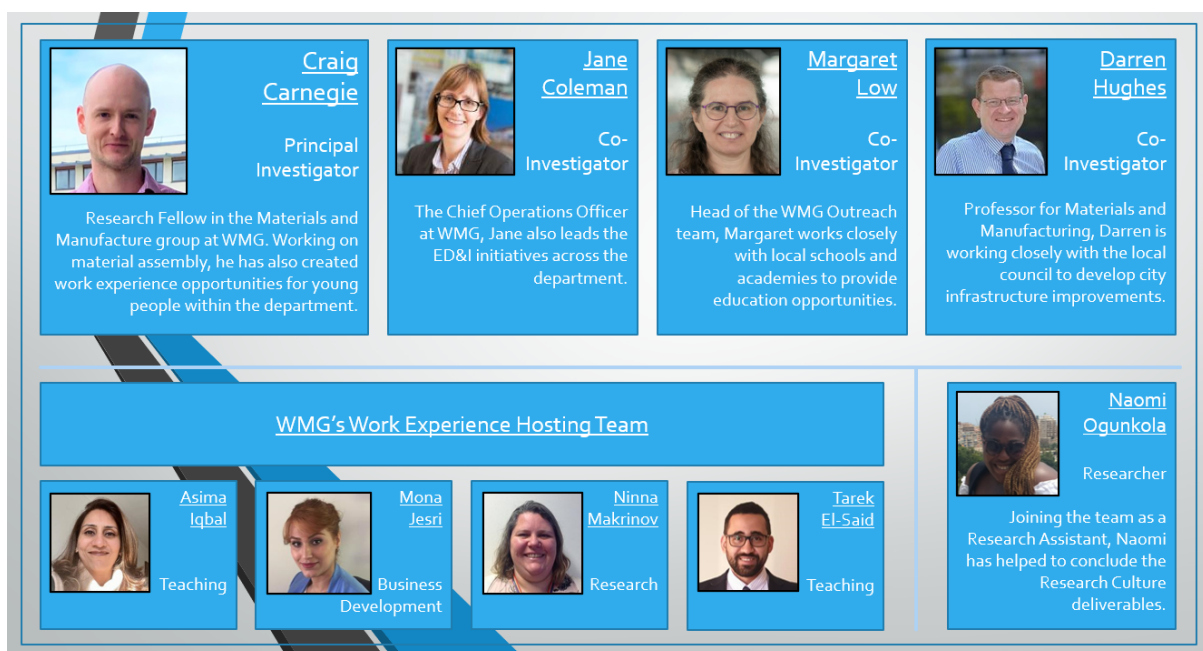 Craig
Carnegie
Principal
Investigator
Research Fellow in the Materials and
Manufacture group at WMG. Working on
material assembly, he has also created
work experience opportunities for young
people within the department.
Jane
Coleman
Co-
Investigator
The Chief Operations Officer
at WMG, Jane also leads the
ED&I initiatives across the
department.
Margaret
Low
Co-
Investigator
Head of the WMG Outreach
team, Margaret works closely
with local schools and
academies to provide
education opportunities.
Darren
Hughes
Co-
Investigator
Professor for Materials and
Manufacturing, Darren is
working closely with the local
council to develop city
infrastructure improvements.
WMG's Work Experience Hosting Team
Asima
Iqbal
Teaching
Mona
Jesri
Business
Development
Ninna
Makrinov
Research
Tarek
El-Said
Teaching
Naomi
Ogunkola
Researcher
Joining the team as a
Research Assistant, Naomi
has helped to conclude the
Research Culture
deliverables.